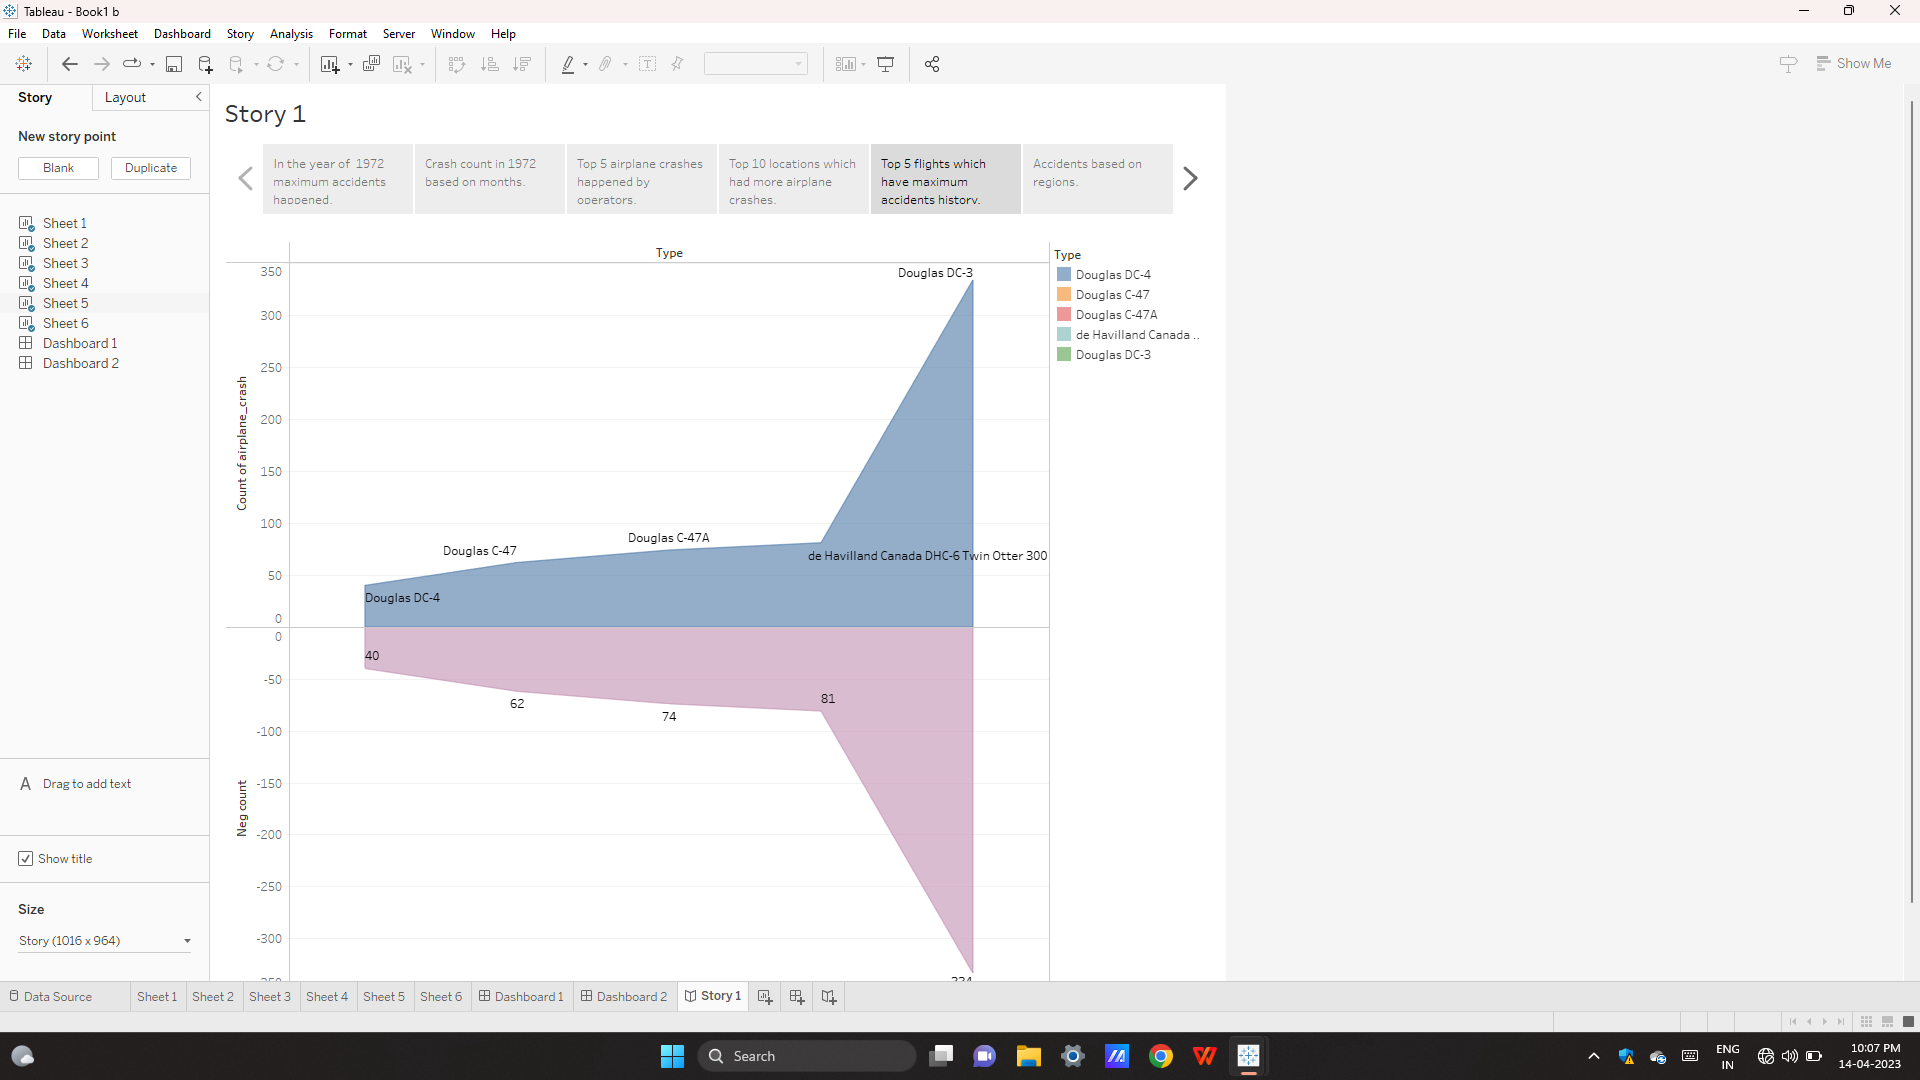 Tableau - Book1 b
File Data Worksheet Dashboard Story Analysis Format Server Window Help
Show Me
Story Layout
New story point
Blank Duplicate
Sheet 1
Sheet 2
Sheet 3
Sheet 4
Sheet 5
Sheet 6
Dashboard 1
Dashboard 2
A Drag to add text
Show title
Size
Story (1016 x 964)
Story 1
In the year of 1972
maximum accidents
happened.
Crash count in 1972
based on months.
Top 5 airplane crashes
happened by
operators.
Top 10 locations which
had more airplane
crashes.
Top 5 flights which
have maximum
accidents history.
Accidents based on
regions.
Type
Count of airplane_crash
350
300
250
200
150
100
50
0
Douglas DC-3
Douglas C-47
Douglas C-47A
de Havilland Canada DHC-6 Twin Otter 300
Douglas DC-4
Neg count
0
-50
-100
-150
-200
-250
-300
40
62
74
81
Type
Douglas DC-4
Douglas C-47
Douglas C-47A
de Havilland Canada ..
Douglas DC-3
Data Source Sheet 1 Sheet 2 Sheet 3 Sheet 4 Sheet 5 Sheet 6 Dashboard 1 Dashboard 2 Story 1
Search
ENG
IN
10:07 PM
14-04-2023